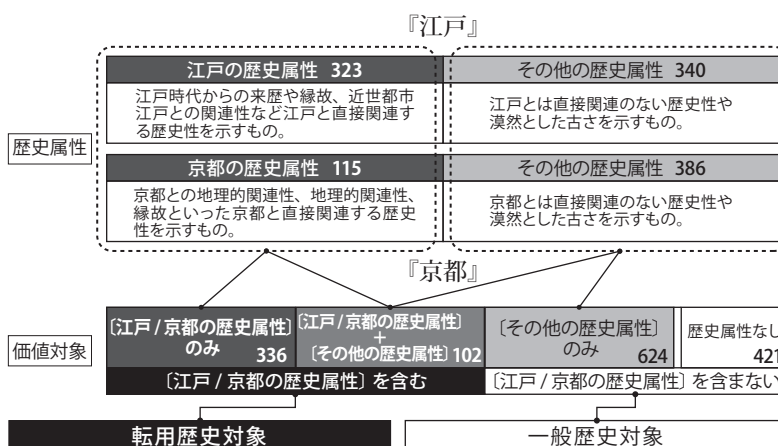 『江戸』
江戸の歴史属性 323
その他の歴史属性 340
江戸時代からの来歴や縁故、近世都市
江戸との関連性など江戸と直接関連す
る歴史性を示すもの。
江戸とは直接関連のない歴史性や
漠然とした古さを示すもの。
歴史属性
京都の歴史属性 115
その他の歴史属性 386
京都との地理的関連性、地理的関連性、
縁故といった京都と直接関連する歴史
性を示すもの。
京都とは直接関連のない歴史性や
漠然とした古さを示すもの。
『京都』
価値対象
〔江戸 / 京都の歴史属性〕
のみ 336
〔江戸 / 京都の歴史属性〕
+
〔その他の歴史属性〕102
〔その他の歴史属性〕
のみ 624
歴史属性なし
421
〔江戸 / 京都の歴史属性〕を含む
〔江戸 / 京都の歴史属性〕を含まない
転用歴史対象
一般歴史対象